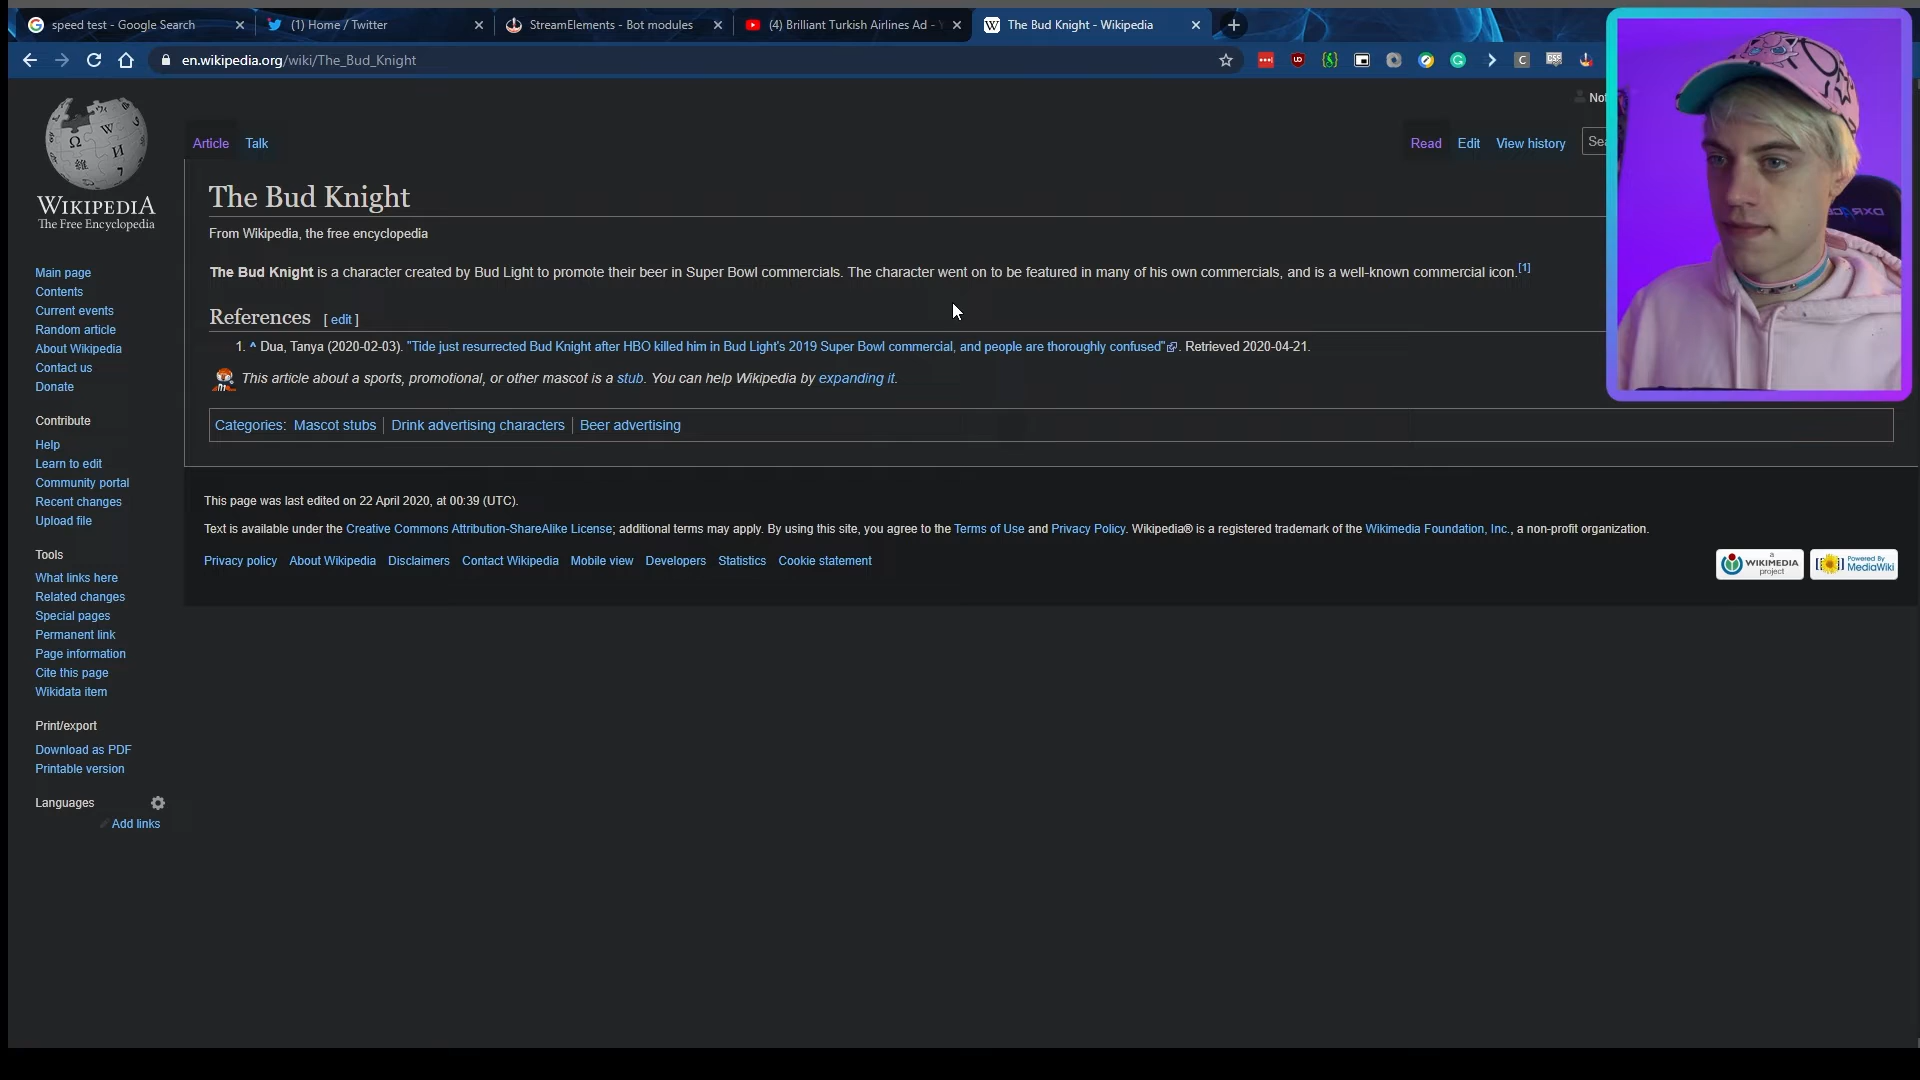 speed test - Google Search
(1) Home / Twitter
StreamElements - Bot modules
(4) Brilliant Turkish Airlines Ad -
The Bud Knight - Wikipedia
en.wikipedia.org/wiki/The_Bud_Knight
Not
WIKIPEDIA
The Free Encyclopedia
Article
Talk
Read
Edit
View history
Sea
The Bud Knight
From Wikipedia, the free encyclopedia
The Bud Knight is a character created by Bud Light to promote their beer in Super Bowl commercials. The character went on to be featured in many of his own commercials, and is a well-known commercial icon.[1]
References [ edit ]
1. ^ Dua, Tanya (2020-02-03). "Tide just resurrected Bud Knight after HBO killed him in Bud Light's 2019 Super Bowl commercial, and people are thoroughly confused". Retrieved 2020-04-21.
This article about a sports, promotional, or other mascot is a stub. You can help Wikipedia by expanding it.
Categories: Mascot stubs | Drink advertising characters | Beer advertising
This page was last edited on 22 April 2020, at 00:39 (UTC).
Text is available under the Creative Commons Attribution-ShareAlike License; additional terms may apply. By using this site, you agree to the Terms of Use and Privacy Policy. Wikipedia® is a registered trademark of the Wikimedia Foundation, Inc., a non-profit organization.
Privacy policy
About Wikipedia
Disclaimers
Contact Wikipedia
Mobile view
Developers
Statistics
Cookie statement
a
WIKIMEDIA
project
Powered By
MediaWiki
Main page
Contents
Current events
Random article
About Wikipedia
Contact us
Donate
Contribute
Help
Learn to edit
Community portal
Recent changes
Upload file
Tools
What links here
Related changes
Special pages
Permanent link
Page information
Cite this page
Wikidata item
Print/export
Download as PDF
Printable version
Languages
Add links